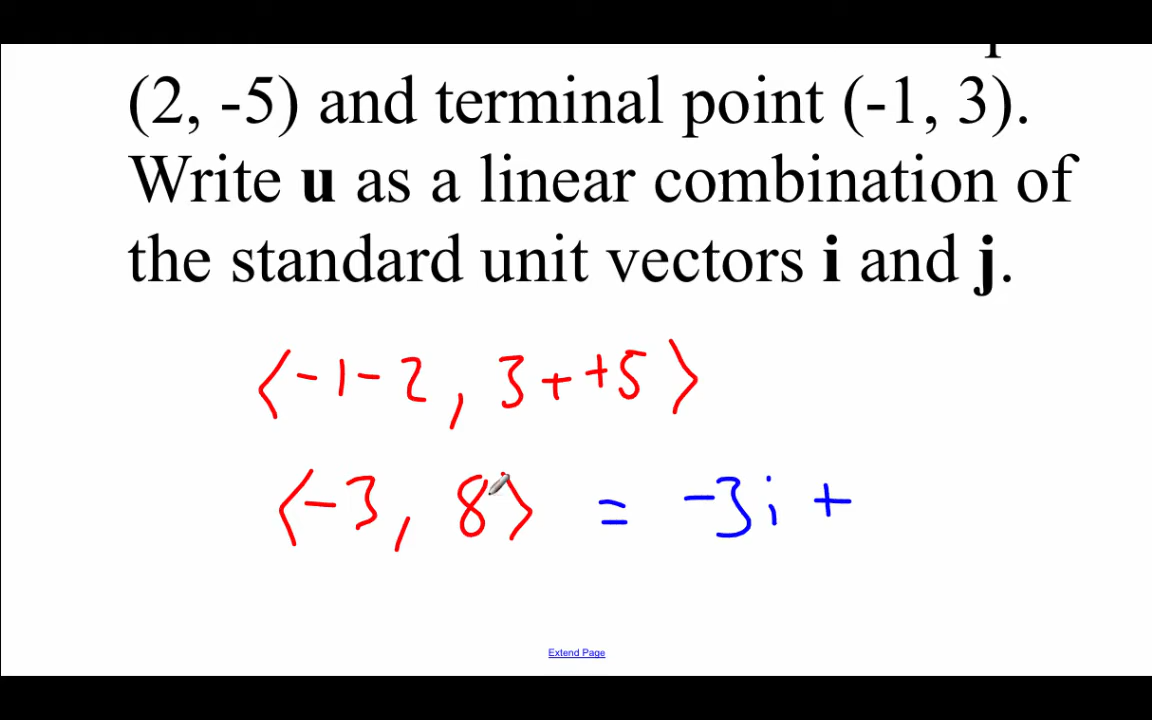 (2, -5) and terminal point (-1, 3).
Write u as a linear combination of
the standard unit vectors i and j.
⟨-1-2, 3++5⟩
⟨-3, 8⟩ = -3i +
Extend Page